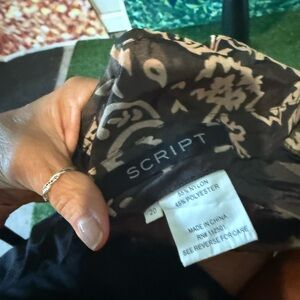 SCRIPT
55% NYLON
45% POLYESTER
MADE IN CHINA
SEE REVERSE FOR CARE